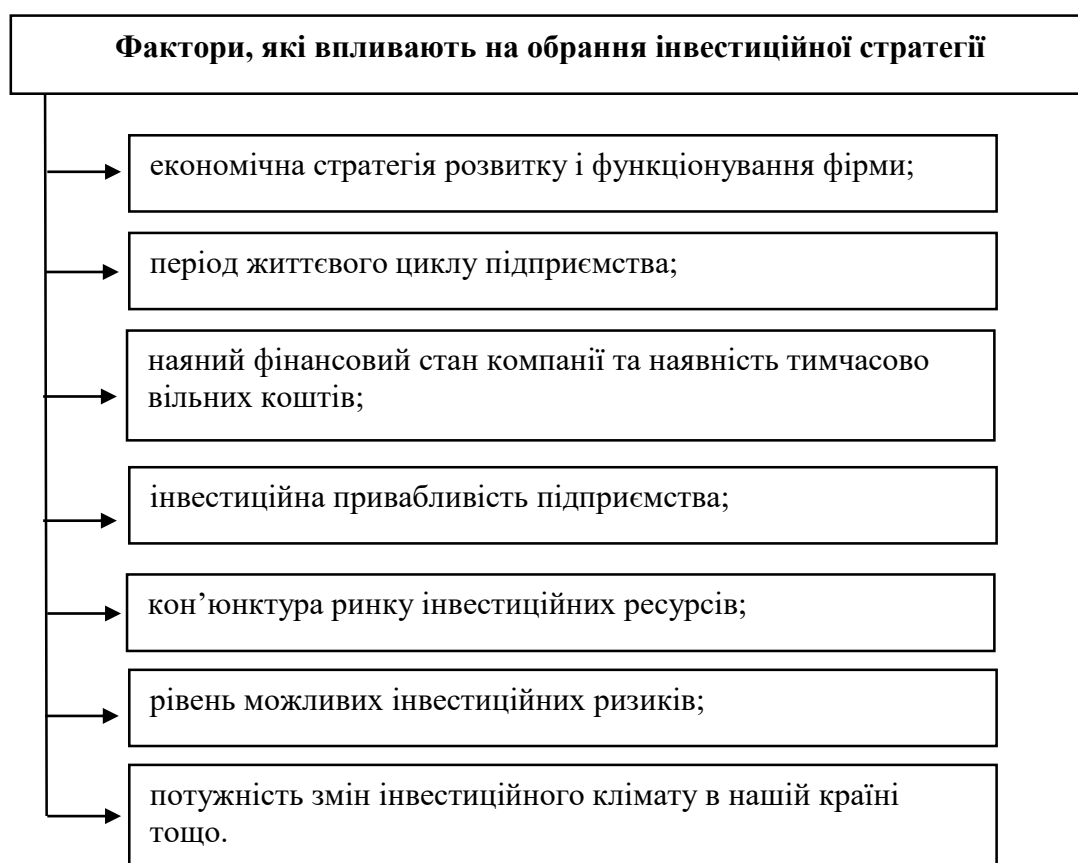 Фактори, які впливають на обрання інвестиційної стратегії
економічна стратегія розвитку і функціонування фірми;
період життєвого циклу підприємства;
наяний фінансовий стан компанії та наявність тимчасово
вільних коштів;
інвестиційна привабливість підприємства;
кон’юнктура ринку інвестиційних ресурсів;
рівень можливих інвестиційних ризиків;
потужність змін інвестиційного клімату в нашій країні
тощо.